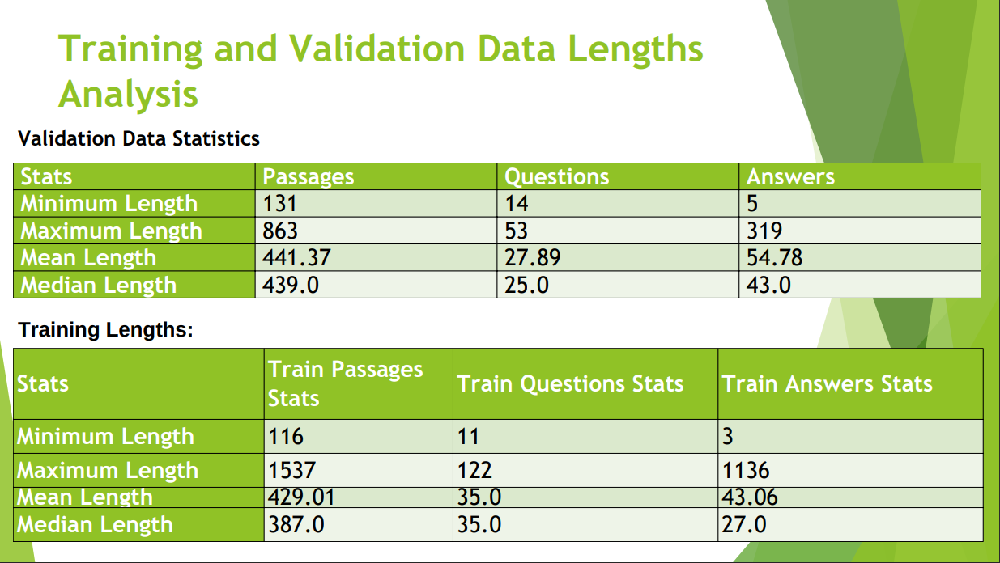 Training and Validation Data Lengths
Analysis
Validation Data Statistics
Stats Passages Questions Answers
Minimum Length 131 14 5
Maximum Length 863 53 319
Mean Length 441.37 27.89 54.78
Median Length 439.0 25.0 43.0
Training Lengths:
Stats Train Passages Stats Train Questions Stats Train Answers Stats
Minimum Length 116 11 3
Maximum Length 1537 122 1136
Mean Length 429.01 35.0 43.06
Median Length 387.0 35.0 27.0